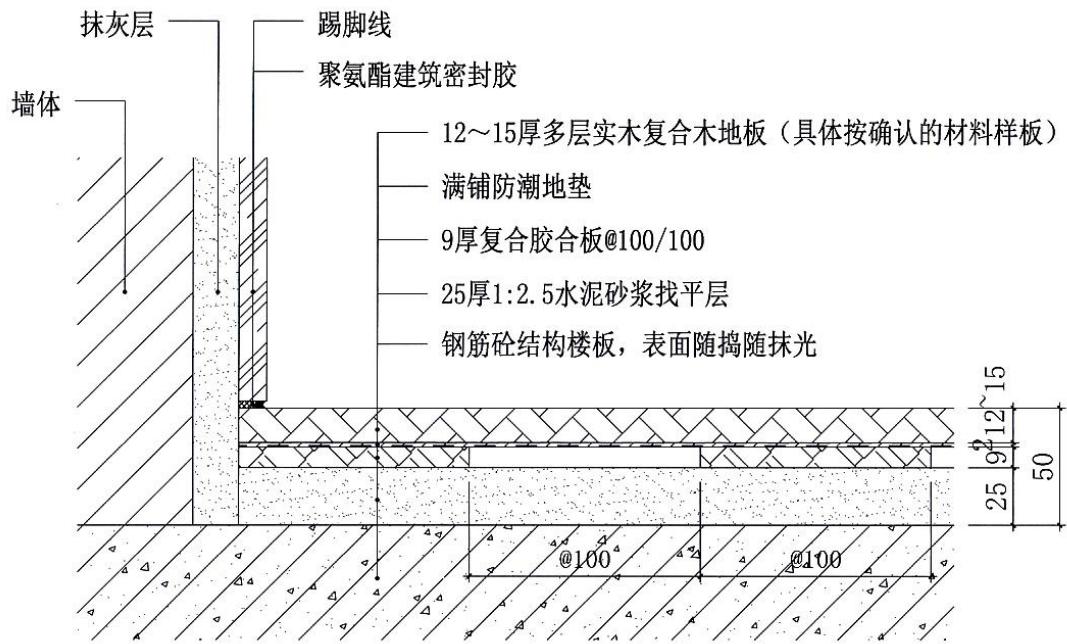 抹灰层
踢脚线
聚氨酯建筑密封胶
墙体
12～15厚多层实木复合木地板（具体按确认的材料样板）
满铺防潮地垫
9厚复合胶合板@100/100
25厚1:2.5水泥砂浆找平层
钢筋砼结构楼板，表面随捣随抹光
12~15
2
9
25
50
@100
@100